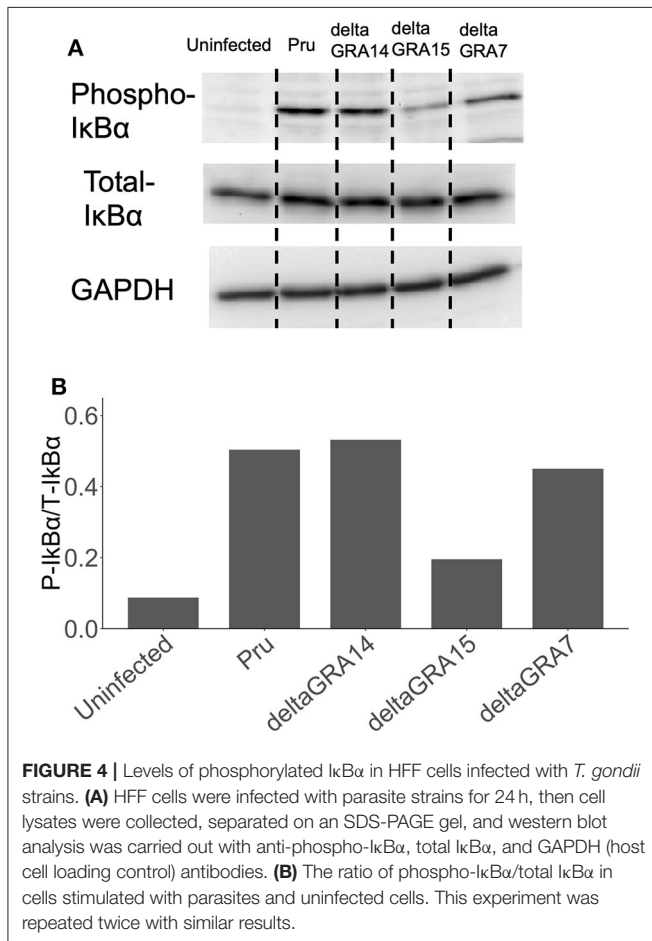 A
Uninfected Pru delta GRA14 delta GRA15 delta GRA7
Phospho-
IκBα
Total-
IκBα
GAPDH
B
P-IkBα/T-IkBα
0.6
0.4
0.2
0.0
Uninfected
Pru
deltaGRA14
deltaGRA15
deltaGRA7
FIGURE 4 | Levels of phosphorylated IκBα in HFF cells infected with T. gondii
strains. (A) HFF cells were infected with parasite strains for 24 h, then cell
lysates were collected, separated on an SDS-PAGE gel, and western blot
analysis was carried out with anti-phospho-IκBα, total IκBα, and GAPDH (host
cell loading control) antibodies. (B) The ratio of phospho-IκBα/total IκBα in
cells stimulated with parasites and uninfected cells. This experiment was
repeated twice with similar results.